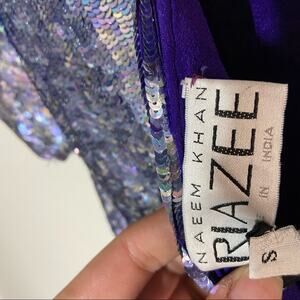 NAEEM KHAN
RIAZEE
IN INDIA
S